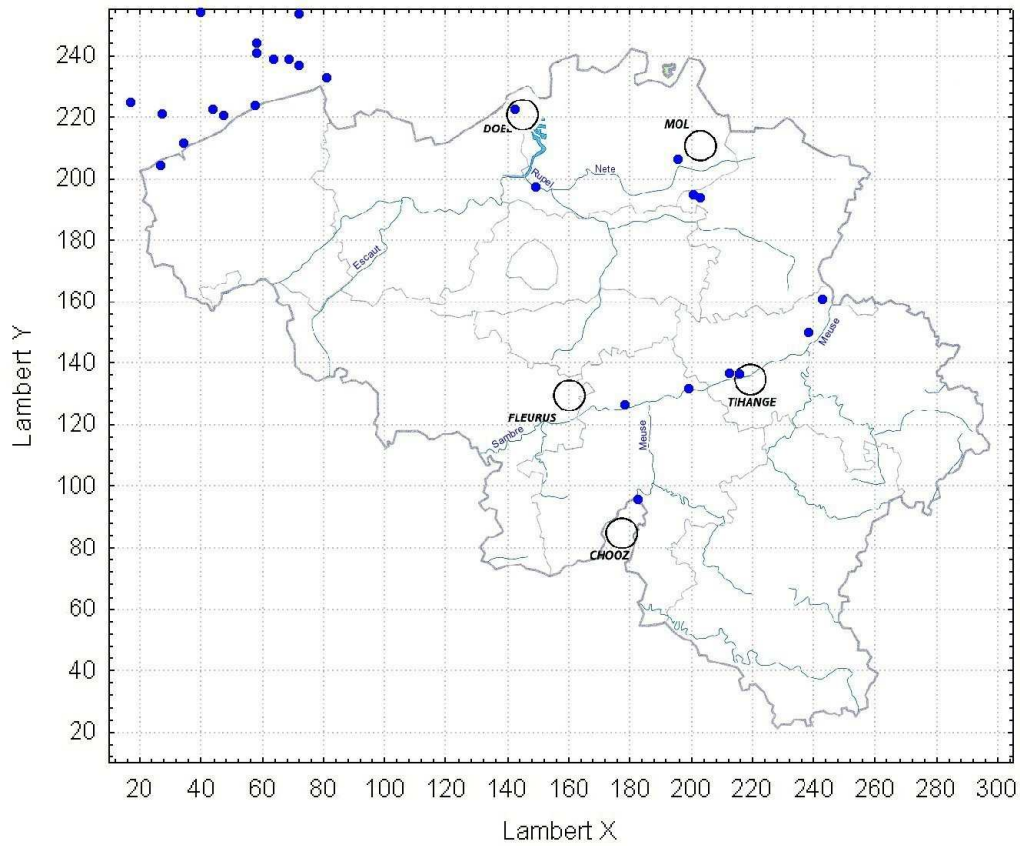 240
220
200
180
160
140
120
100
80
60
40
20
Lambert Y
DOEL
MOL
Rupel
Nete
Escaut
Meuse
FLEURUS
TIHANGE
Sambre
Meuse
CHOOZ
20 40 60 80 100 120 140 160 180 200 220 240 260 280 300
Lambert X